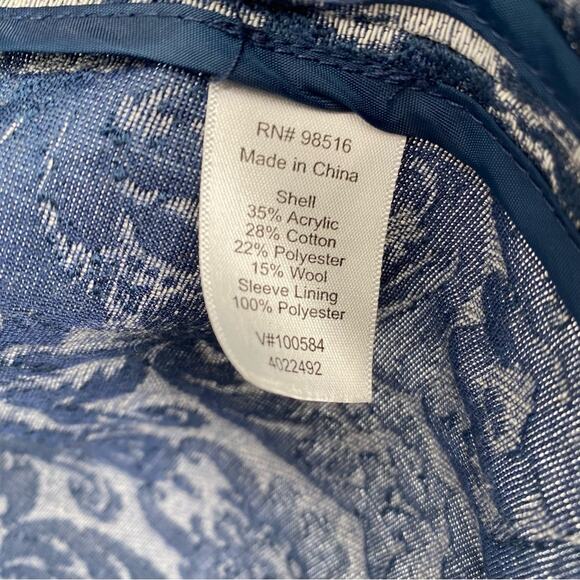 RN# 98516
Made in China
Shell
35% Acrylic
28% Cotton
22% Polyester
15% Wool
Sleeve Lining
100% Polyester
V#100584
4022492